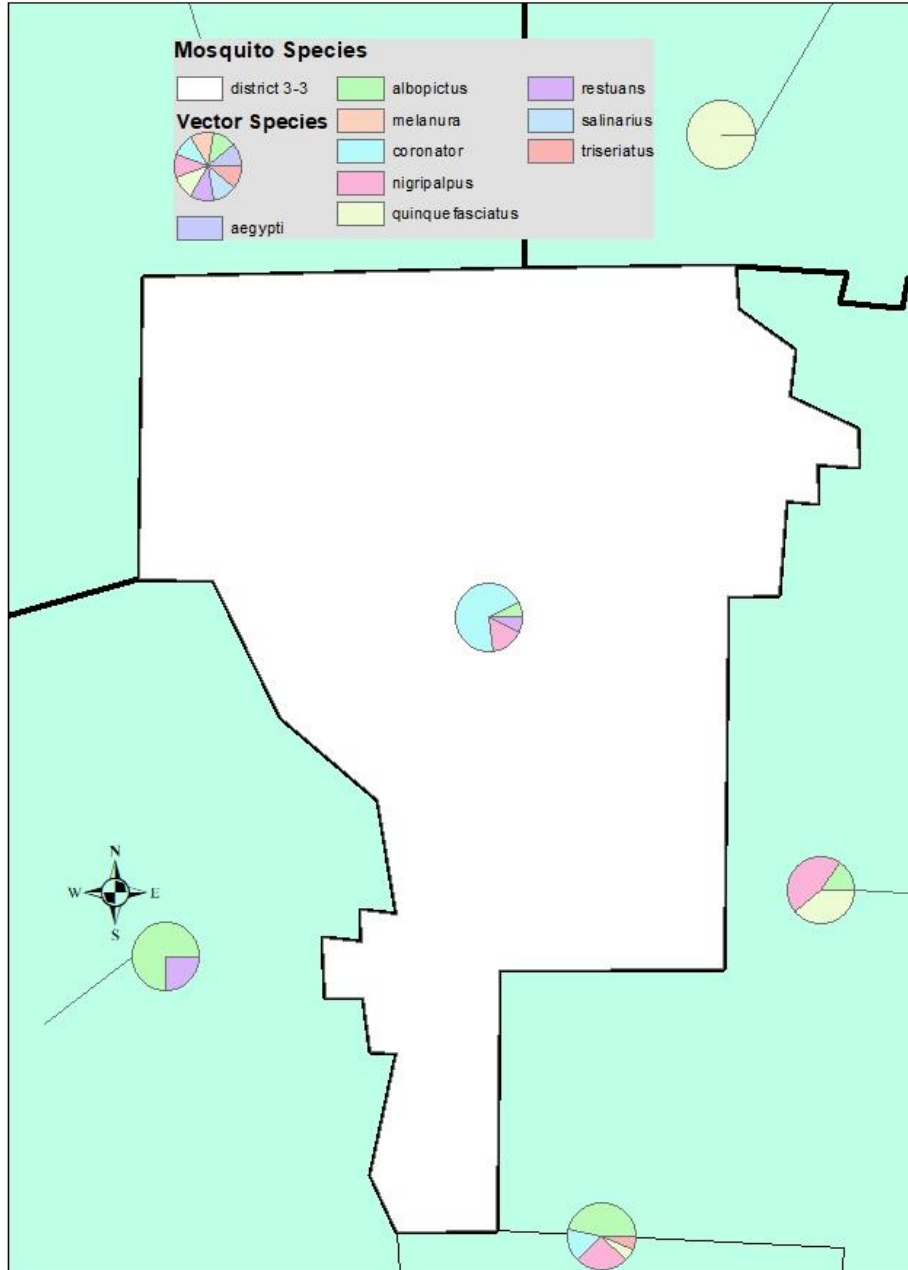 Mosquito Species
district 3-3
Vector Species
aegypti
albopictus
melanura
coronator
nigripalpus
quinquefasciatus
restuans
salinarius
triseriatus
N
W E
S